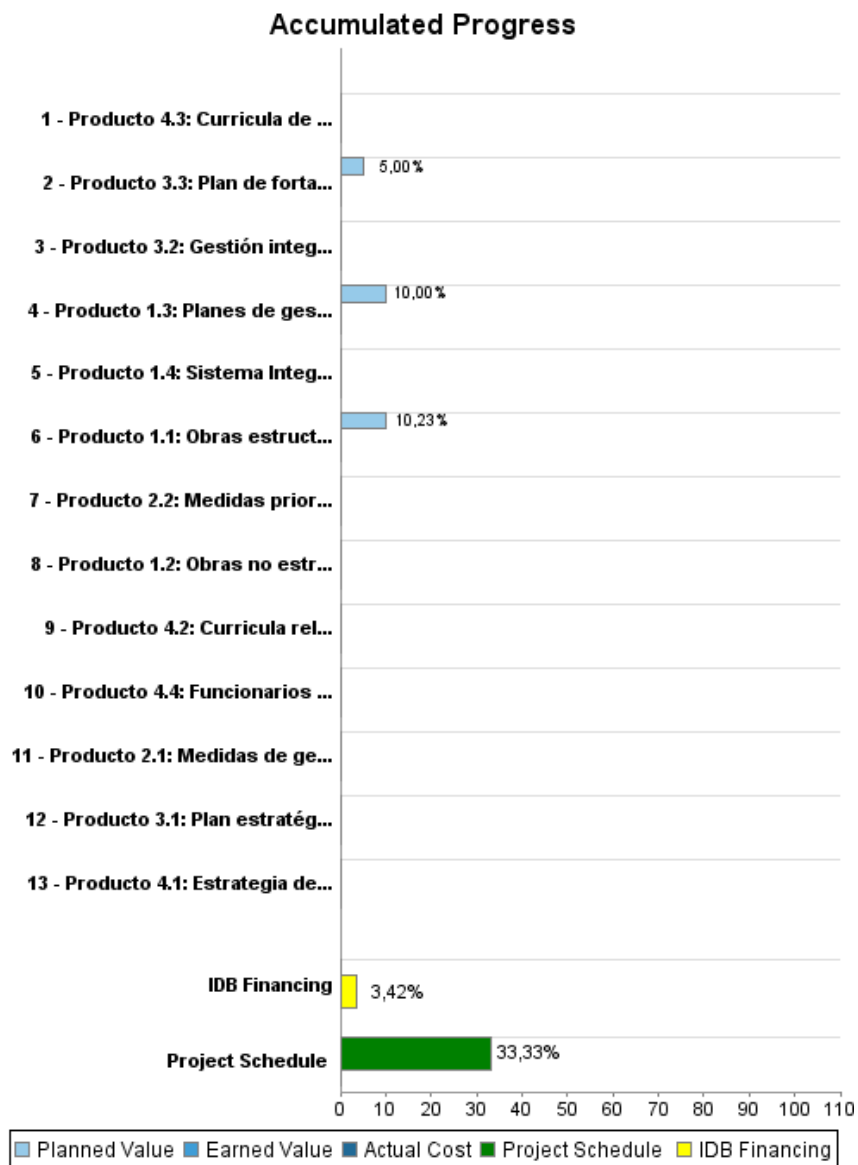 Accumulated Progress
1 - Producto 4.3: Curricula de ...
5,00%
2 - Producto 3.3: Plan de forta...
3 - Producto 3.2: Gestión integ...
10,00%
4 - Producto 1.3: Planes de ges...
5 - Producto 1.4: Sistema Integ...
10,23%
6 - Producto 1.1: Obras estruct...
7 - Producto 2.2: Medidas prior...
8 - Producto 1.2: Obras no estr...
9 - Producto 4.2: Curricula rel...
10 - Producto 4.4: Funcionarios ...
11 - Producto 2.1: Medidas de ge...
12 - Producto 3.1: Plan estratég...
13 - Producto 4.1: Estrategia de...
IDB Financing 3,42%
Project Schedule 33,33%
0 10 20 30 40 50 60 70 80 90 100 110
Planned Value Earned Value Actual Cost Project Schedule IDB Financing